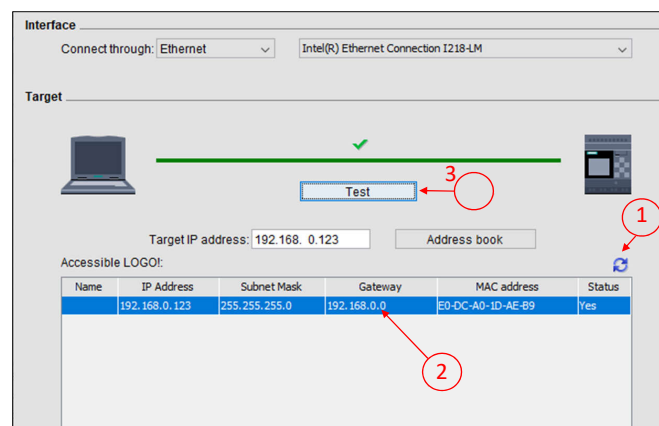 Interface
Connect through: Ethernet Intel(R) Ethernet Connection I218-LM
Target
3
Test
1
Target IP address: 192.168. 0.123 Address book
Accessible LOGO!:
Name IP Address Subnet Mask Gateway MAC address Status
192.168.0.123 255.255.255.0 192.168.0.0 E0-DC-A0-1D-AE-B9 Yes
2